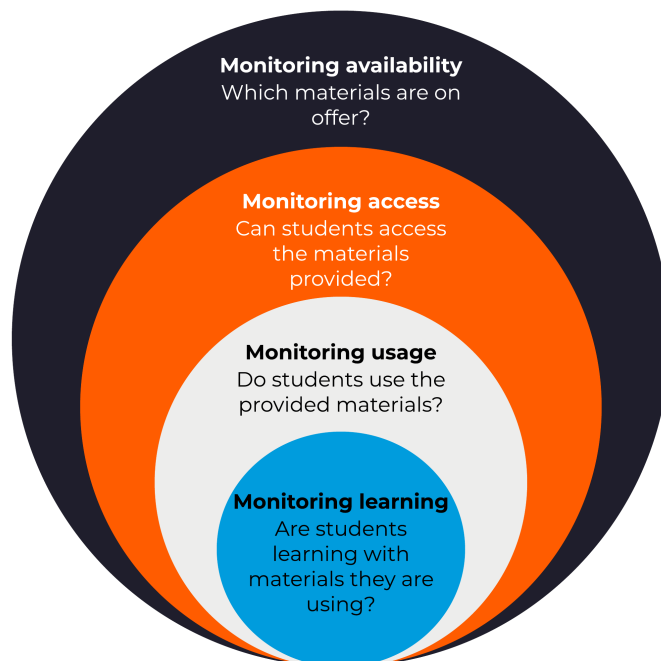 Monitoring availability
Which materials are on
offer?
Monitoring access
Can students access
the materials
provided?
Monitoring usage
Do students use the
provided materials?
Monitoring learning
Are students
learning with
materials they are
using?